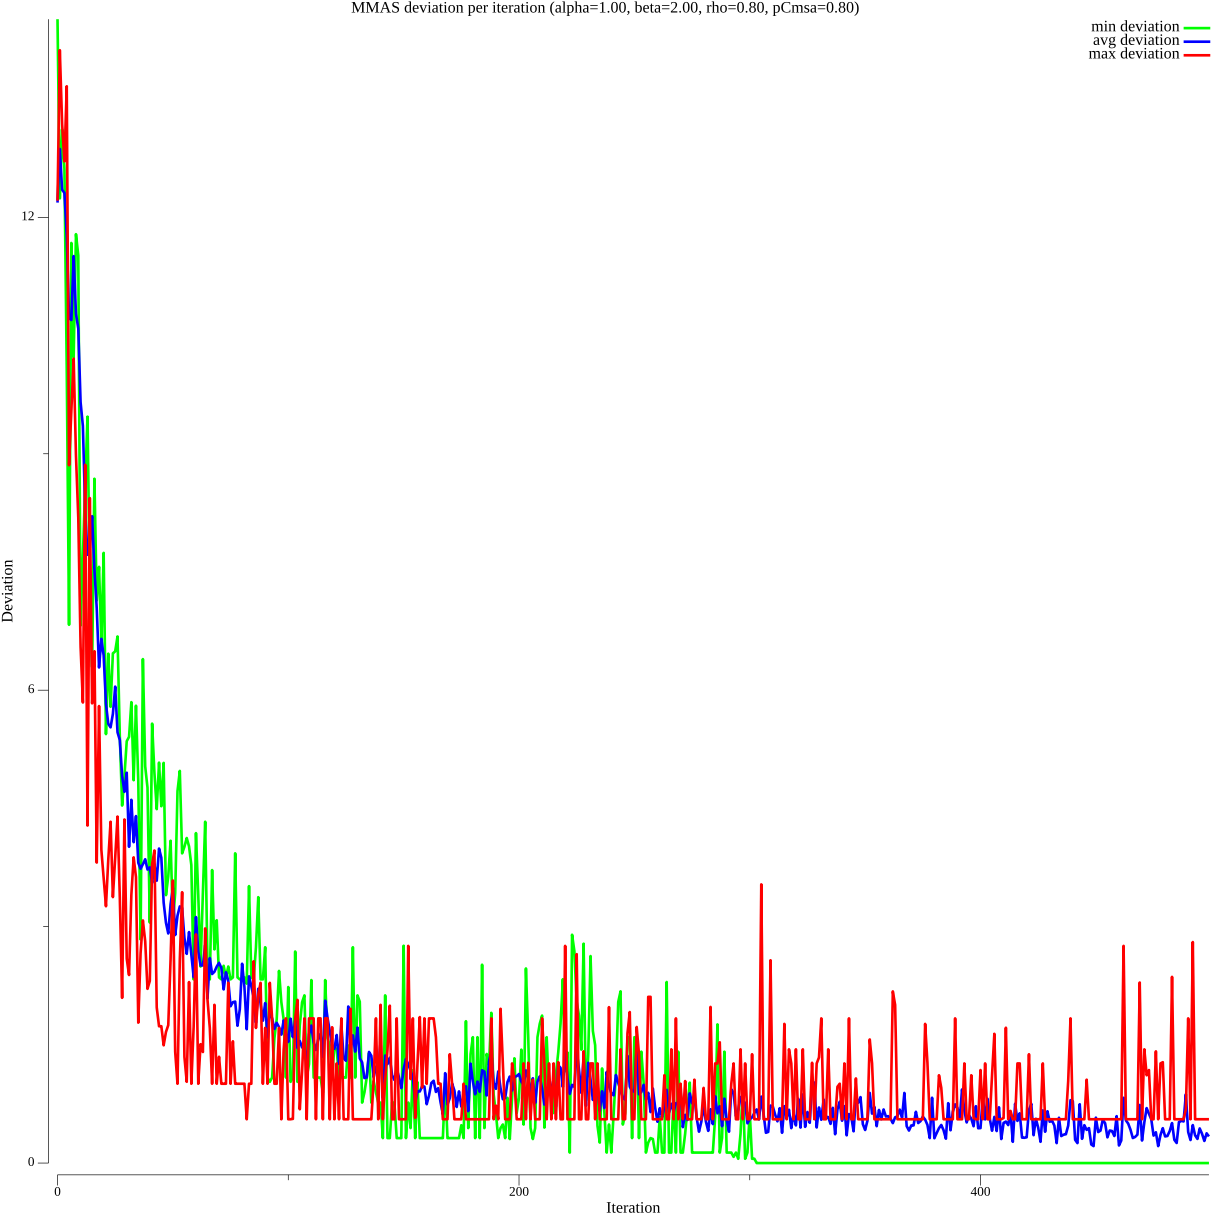 MMAS deviation per iteration (alpha=1.00, beta=2.00, rho=0.80, pCmsa=0.80)
min deviation
avg deviation
max deviation
12
6
0
Deviation
0
200
400
Iteration